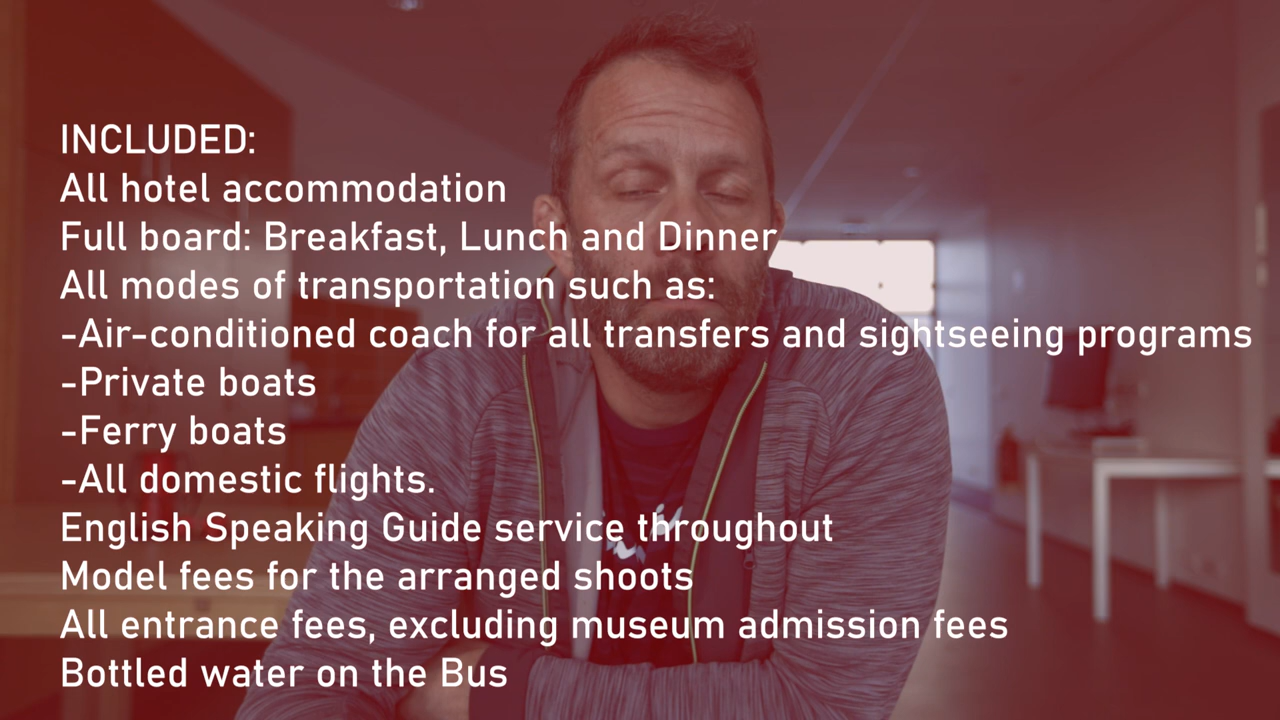 INCLUDED:
All hotel accommodation
Full board: Breakfast, Lunch and Dinner
All modes of transportation such as:
-Air-conditioned coach for all transfers and sightseeing programs
-Private boats
-Ferry boats
-All domestic flights.
English Speaking Guide service throughout
Model fees for the arranged shoots
All entrance fees, excluding museum admission fees
Bottled water on the Bus